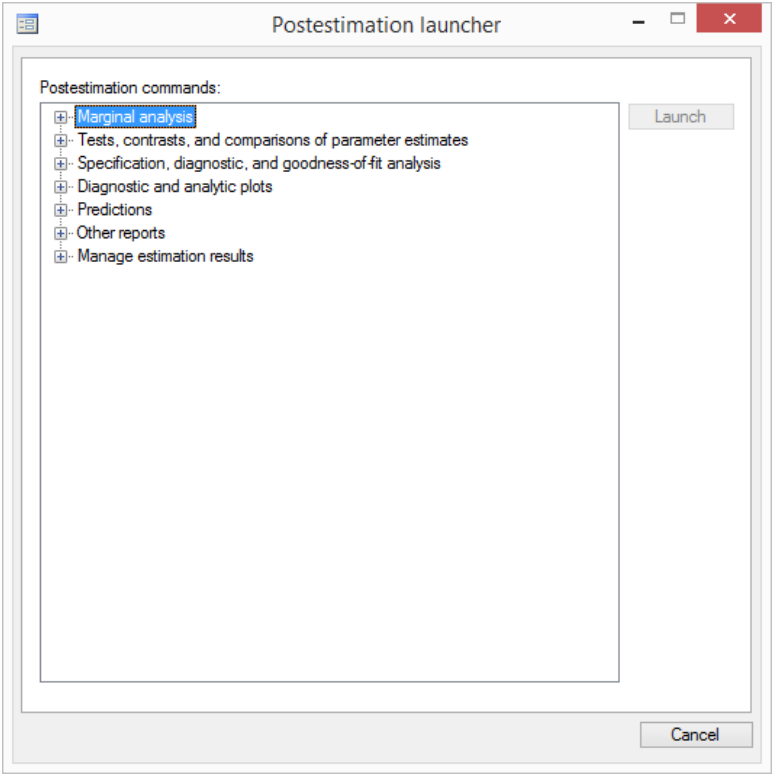 Postestimation launcher
Postestimation commands:
Marginal analysis
Launch
Tests, contrasts, and comparisons of parameter estimates
Specification, diagnostic, and goodness-of-fit analysis
Diagnostic and analytic plots
Predictions
Other reports
Manage estimation results
Cancel